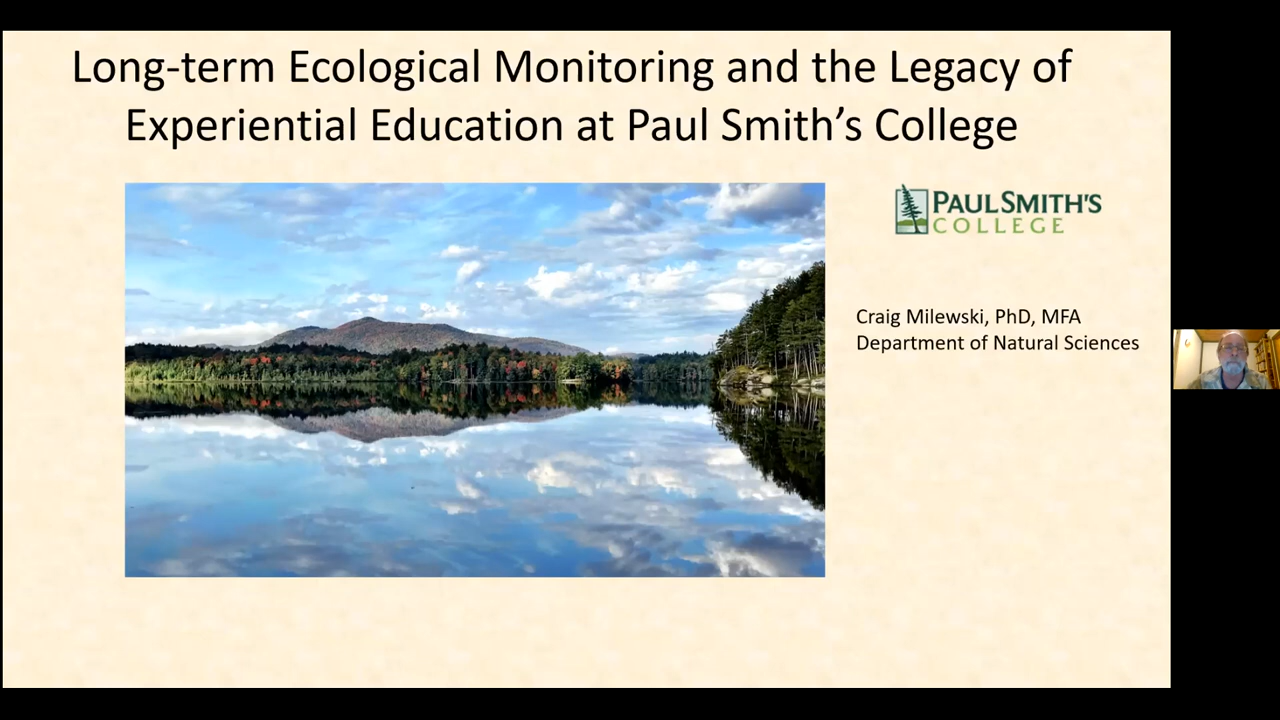 Long-term Ecological Monitoring and the Legacy of
Experiential Education at Paul Smith’s College
PAUL SMITH'S
COLLEGE
Craig Milewski, PhD, MFA
Department of Natural Sciences